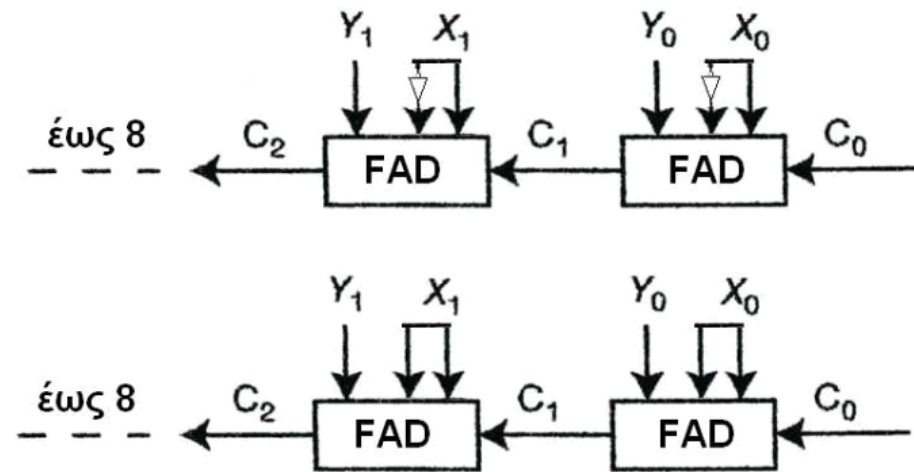 Y₁ X₁ Y₀ X₀
έως 8 C₂ C₁ C₀
FAD FAD
Y₁ X₁ Y₀ X₀
έως 8 C₂ C₁ C₀
FAD FAD